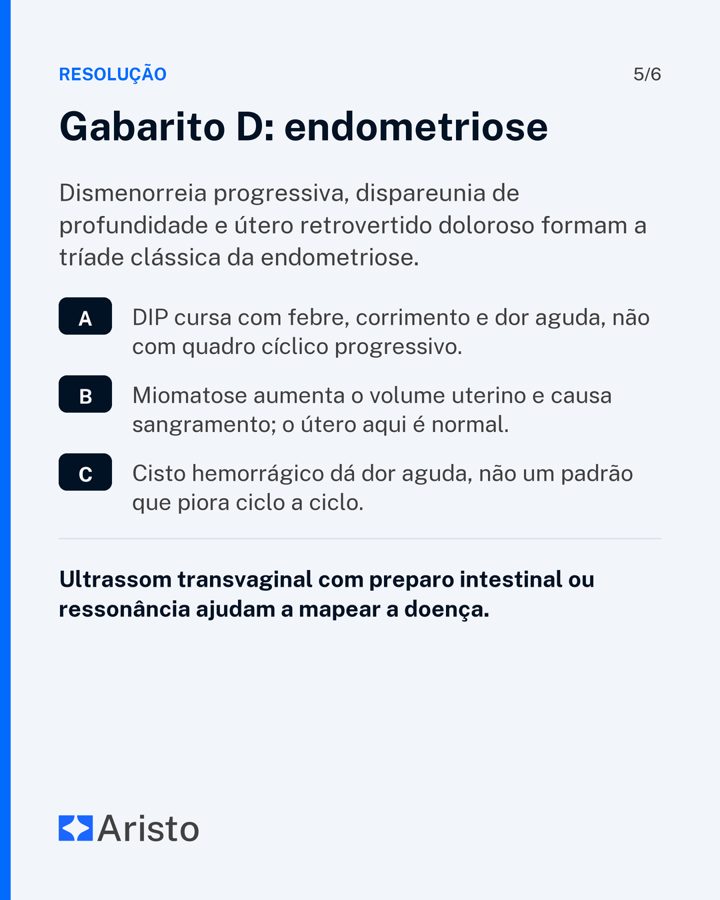 RESOLUÇÃO
5/6
Gabarito D: endometriose
Dismenorreia progressiva, dispareunia de
profundidade e útero retrovertido doloroso formam a
tríade clássica da endometriose.
A
DIP cursa com febre, corrimento e dor aguda, não
com quadro cíclico progressivo.
B
Miomatose aumenta o volume uterino e causa
sangramento; o útero aqui é normal.
C
Cisto hemorrágico dá dor aguda, não um padrão
que piora ciclo a ciclo.
Ultrassom transvaginal com preparo intestinal ou
ressonância ajudam a mapear a doença.
Aristo